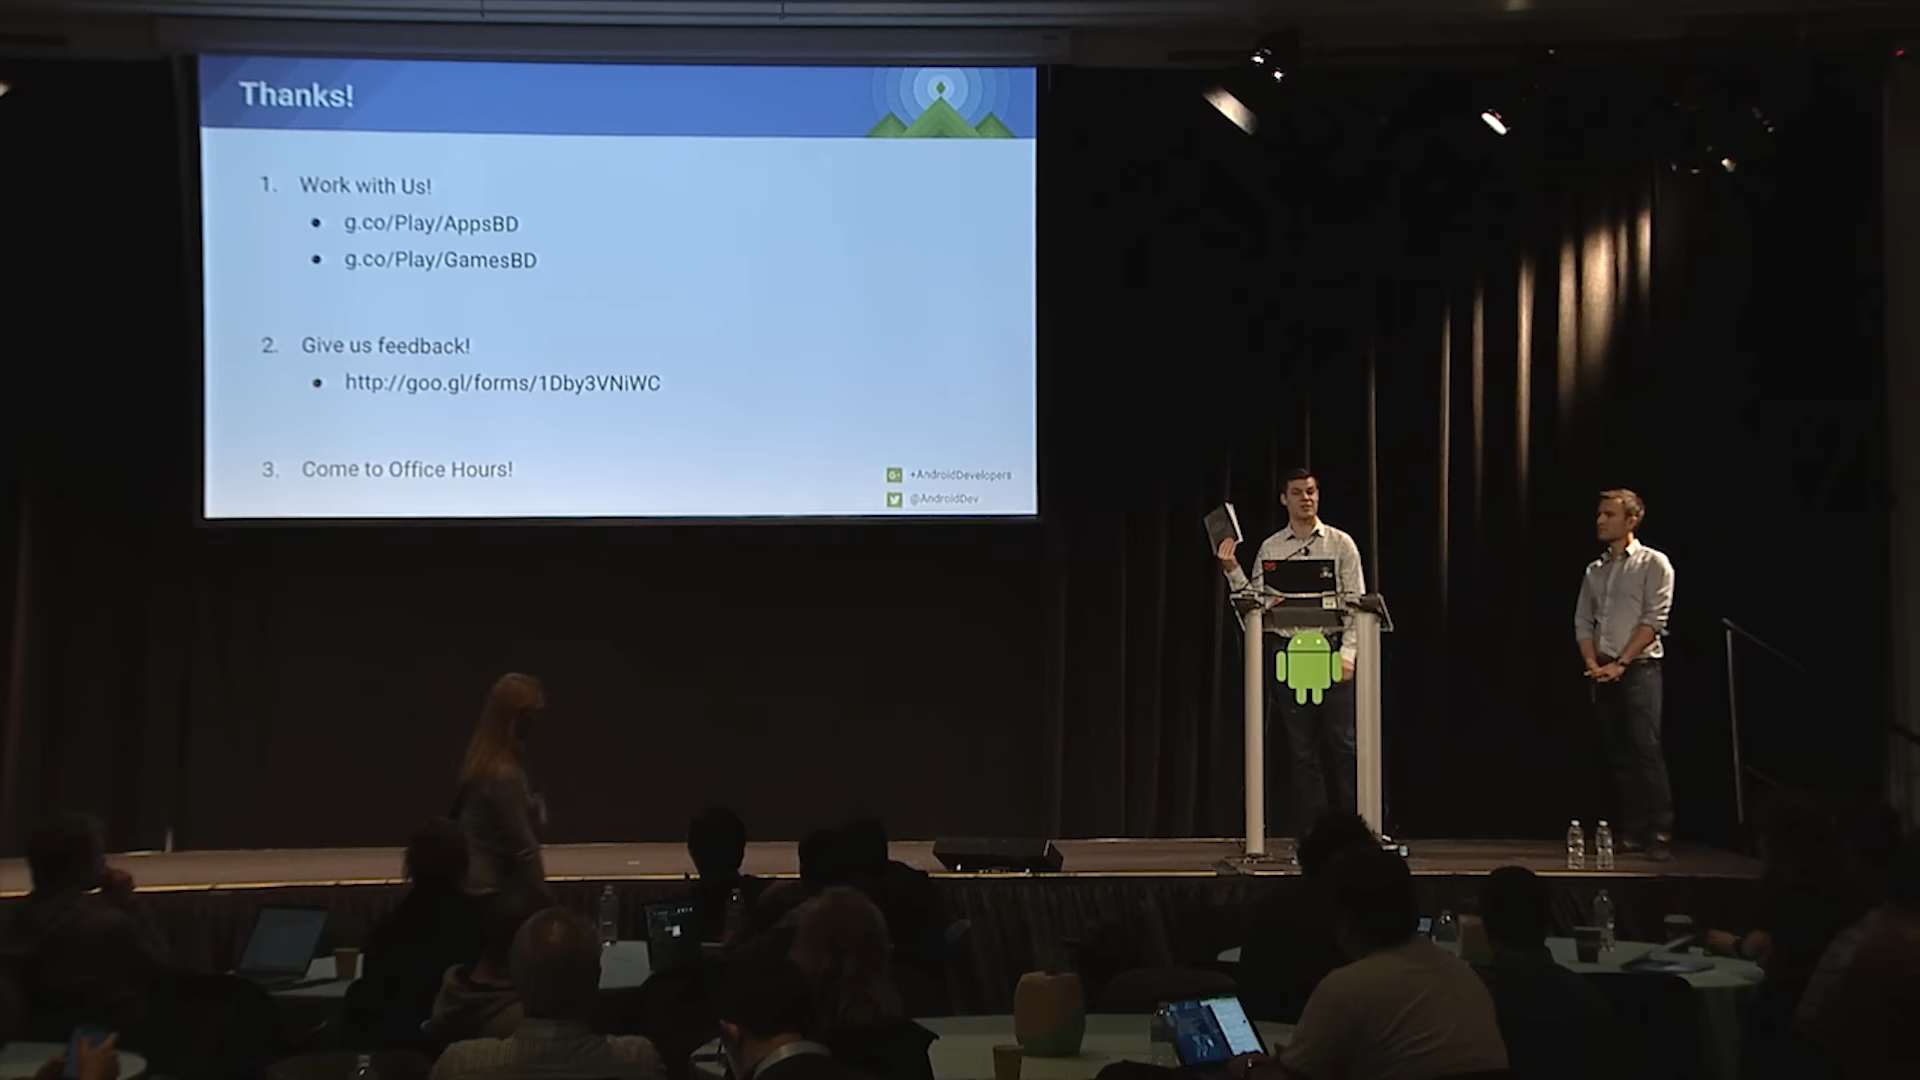 Thanks!
1. Work with Us!
• g.co/Play/AppsBD
• g.co/Play/GamesBD
2. Give us feedback!
• http://goo.gl/forms/1Dby3VNiWC
3. Come to Office Hours!
+AndroidDevelopers
@AndroidDev